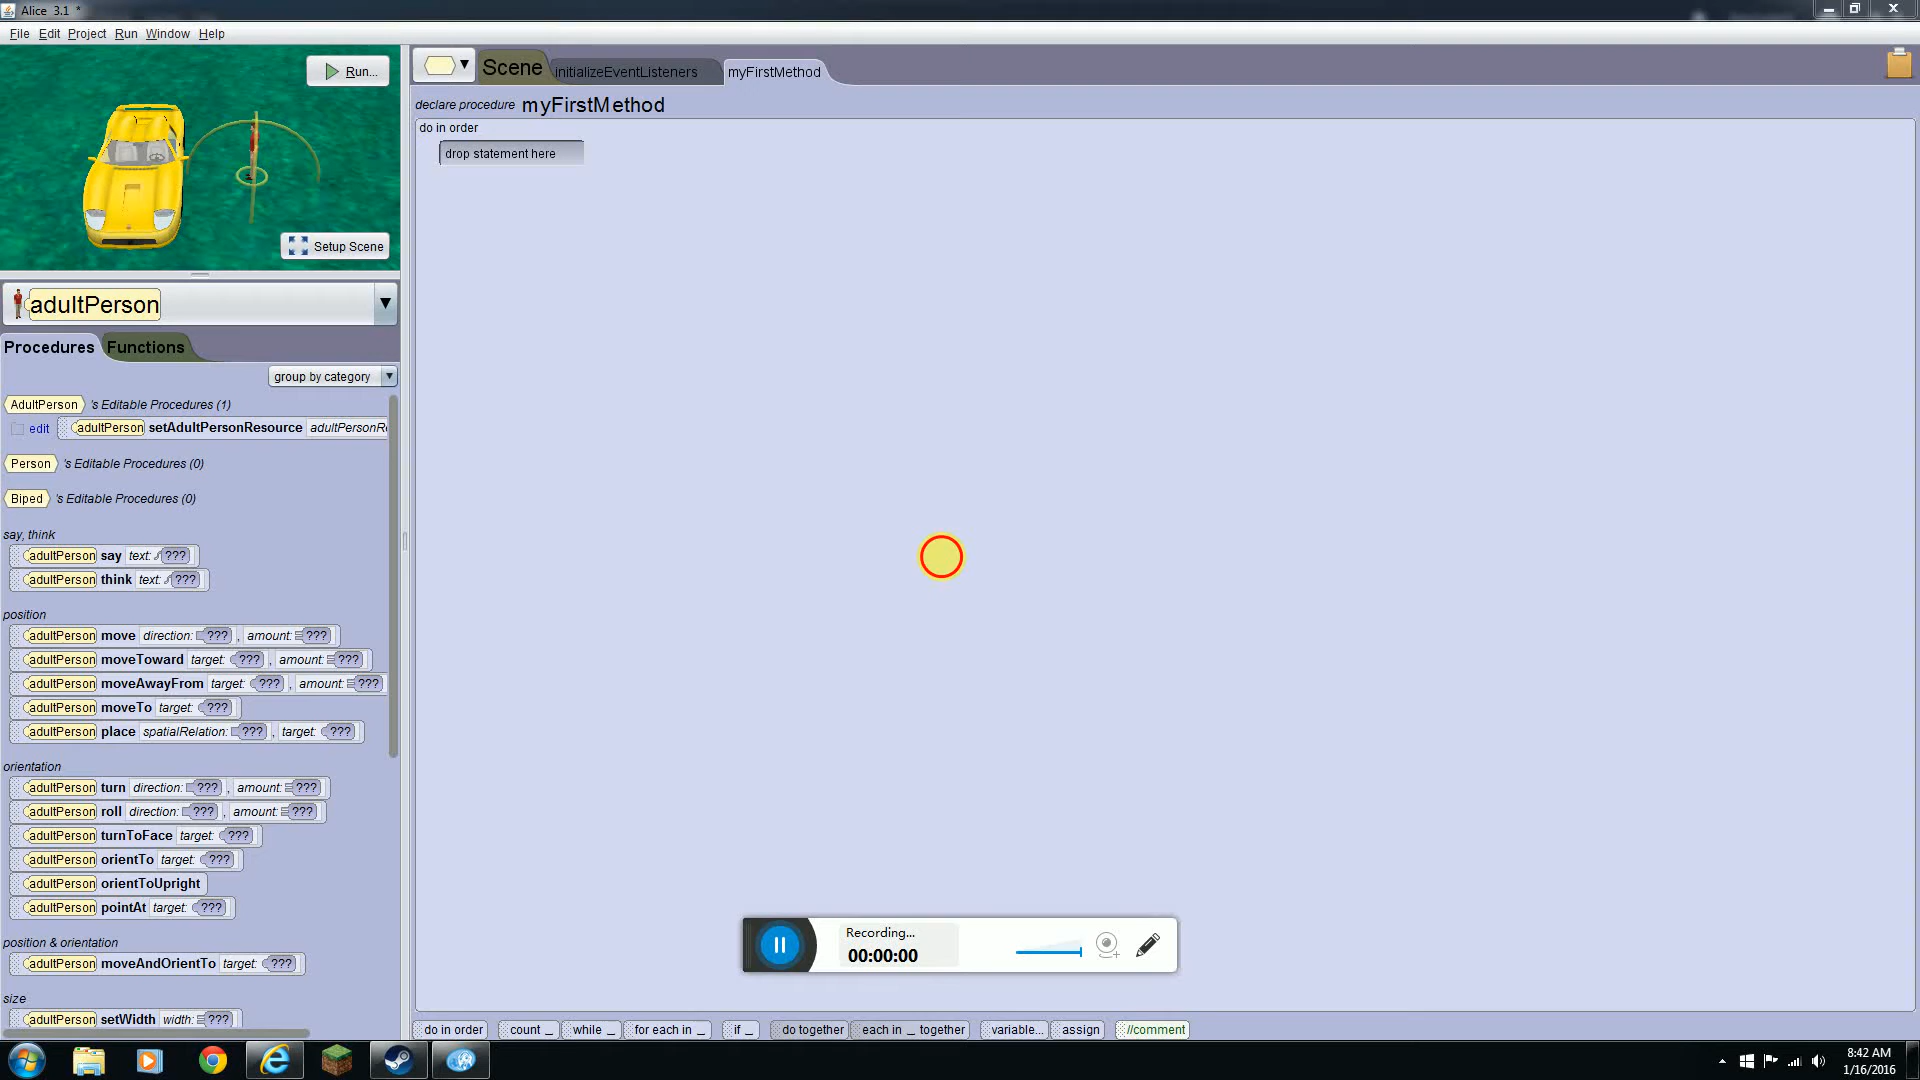 Alice 3.1 *
File Edit Project Run Window Help
Run...
Setup Scene
Scene initializeEventListeners myFirstMethod
declare procedure myFirstMethod
do in order
drop statement here
adultPerson
Procedures Functions
group by category
AdultPerson 's Editable Procedures (1)
edit adultPerson setAdultPersonResource adultPersonRe
Person 's Editable Procedures (0)
Biped 's Editable Procedures (0)
say, think
adultPerson say text: ???
adultPerson think text: ???
position
adultPerson move direction: ??? , amount: ???
adultPerson moveToward target: ??? , amount: ???
adultPerson moveAwayFrom target: ??? , amount: ???
adultPerson moveTo target: ???
adultPerson place spatialRelation: ??? , target: ???
orientation
adultPerson turn direction: ??? , amount: ???
adultPerson roll direction: ??? , amount: ???
adultPerson turnToFace target: ???
adultPerson orientTo target: ???
adultPerson orientToUpright
adultPerson pointAt target: ???
position & orientation
adultPerson moveAndOrientTo target: ???
size
adultPerson setWidth width: ???
Recording...
00:00:00
do in order count _ while _ for each in _ if _ do together each in _ together variable... assign //comment
8:42 AM
1/16/2016